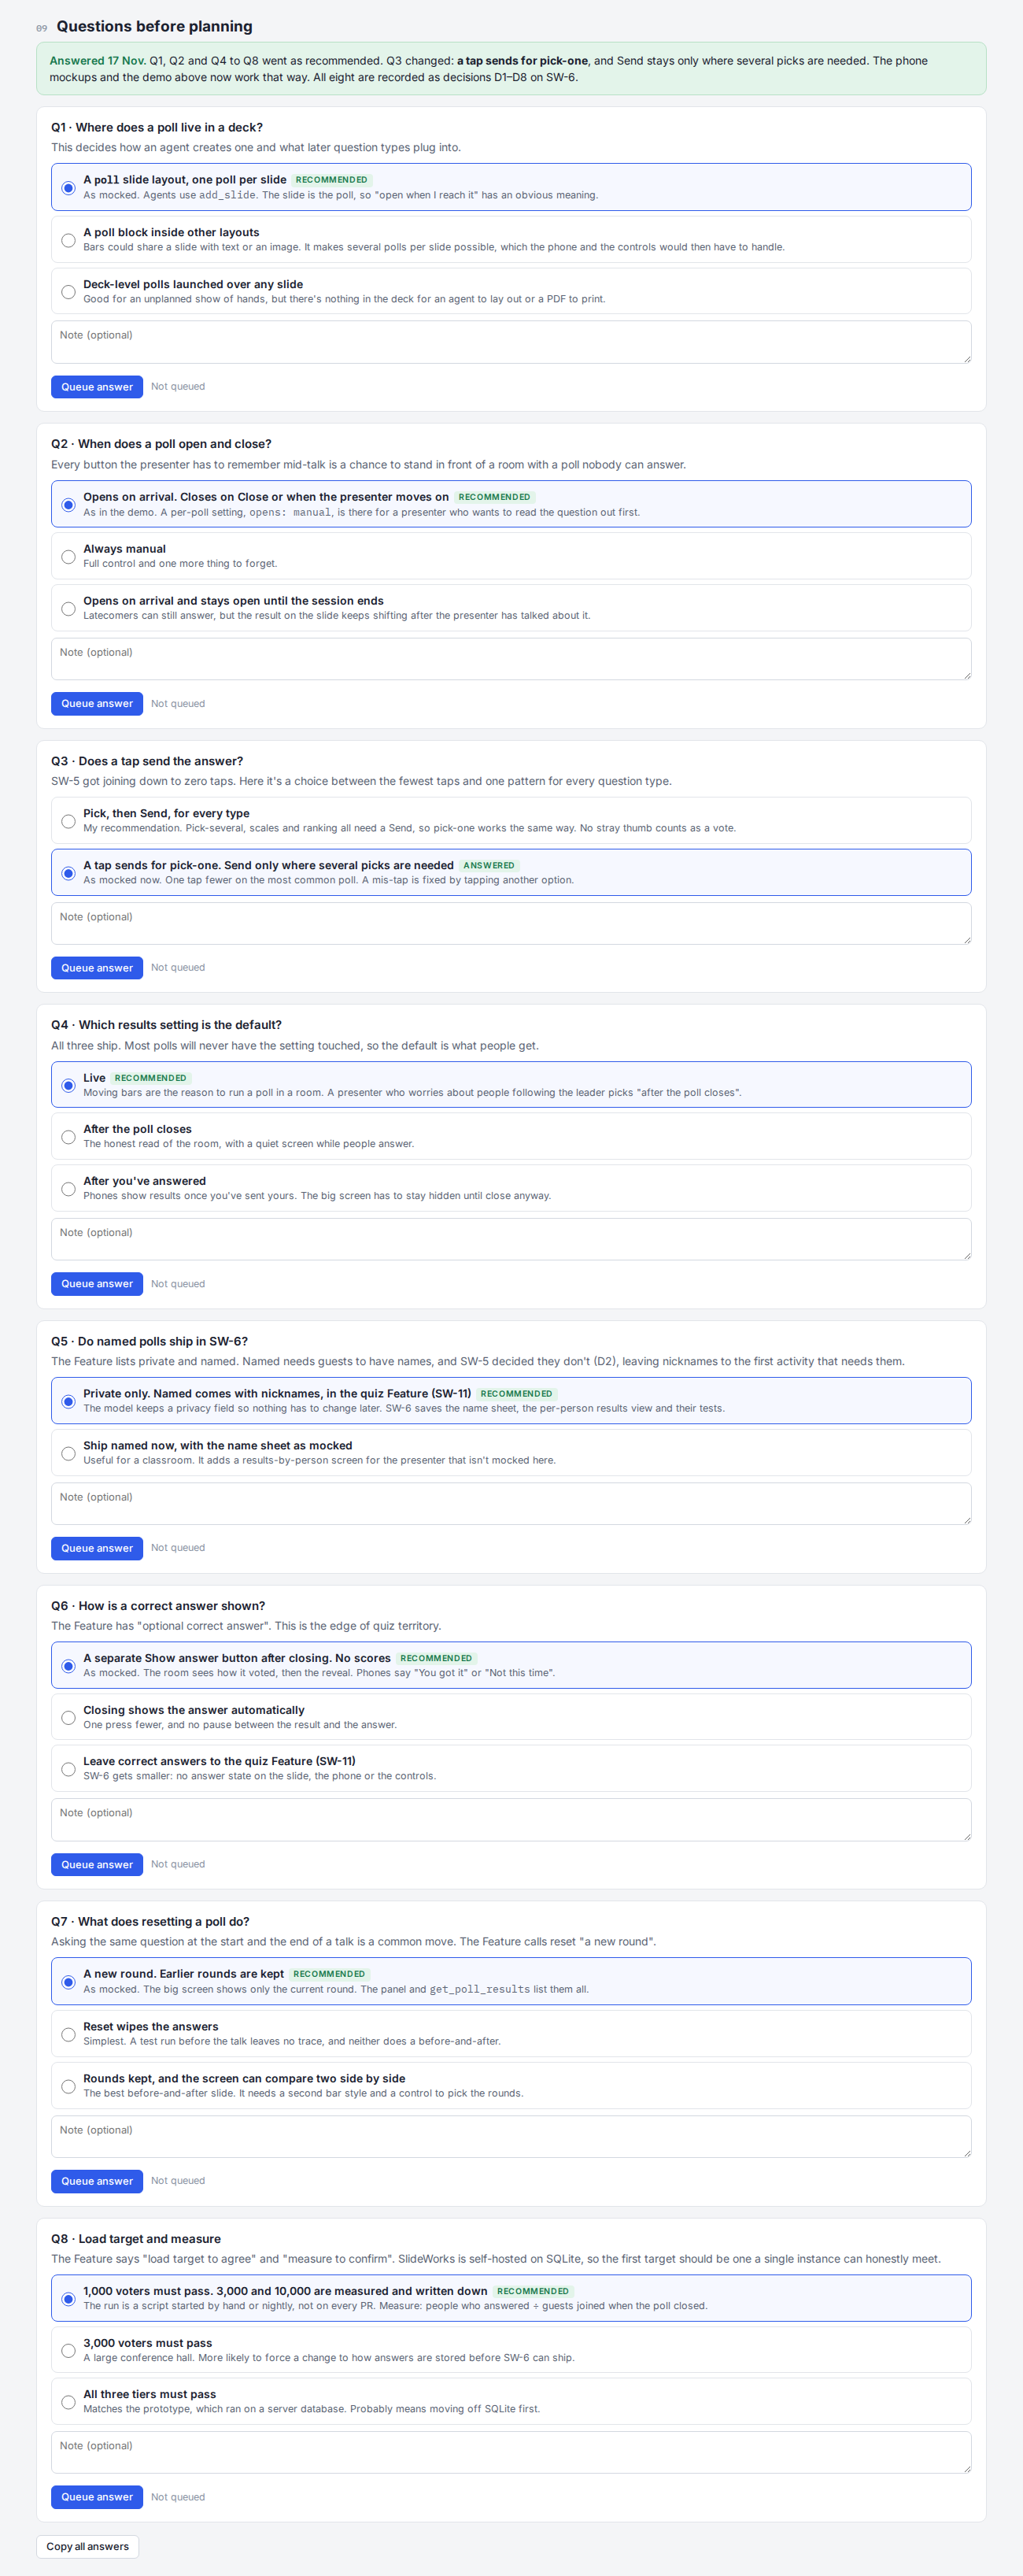 09 Questions before planning
Answered 17 Nov. Q1, Q2 and Q4 to Q8 went as recommended. Q3 changed: a tap sends for pick-one, and Send stays only where several picks are needed. The phone
mockups and the demo above now work that way. All eight are recorded as decisions D1–D8 on SW-6.
Q1 · Where does a poll live in a deck?
This decides how an agent creates one and what later question types plug into.
A poll slide layout, one poll per slide RECOMMENDED
As mocked. Agents use add_slide. The slide is the poll, so "open when I reach it" has an obvious meaning.
A poll block inside other layouts
Bars could share a slide with text or an image. It makes several polls per slide possible, which the phone and the controls would then have to handle.
Deck-level polls launched over any slide
Good for an unplanned show of hands, but there's nothing in the deck for an agent to lay out or a PDF to print.
Note (optional)
Queue answer Not queued
Q2 · When does a poll open and close?
Every button the presenter has to remember mid-talk is a chance to stand in front of a room with a poll nobody can answer.
Opens on arrival. Closes on Close or when the presenter moves on RECOMMENDED
As in the demo. A per-poll setting, opens: manual, is there for a presenter who wants to read the question out first.
Always manual
Full control and one more thing to forget.
Opens on arrival and stays open until the session ends
Latecomers can still answer, but the result on the slide keeps shifting after the presenter has talked about it.
Note (optional)
Queue answer Not queued
Q3 · Does a tap send the answer?
SW-5 got joining down to zero taps. Here it's a choice between the fewest taps and one pattern for every question type.
Pick, then Send, for every type
My recommendation. Pick-several, scales and ranking all need a Send, so pick-one works the same way. No stray thumb counts as a vote.
A tap sends for pick-one. Send only where several picks are needed ANSWERED
As mocked now. One tap fewer on the most common poll. A mis-tap is fixed by tapping another option.
Note (optional)
Queue answer Not queued
Q4 · Which results setting is the default?
All three ship. Most polls will never have the setting touched, so the default is what people get.
Live RECOMMENDED
Moving bars are the reason to run a poll in a room. A presenter who worries about people following the leader picks "after the poll closes".
After the poll closes
The honest read of the room, with a quiet screen while people answer.
After you've answered
Phones show results once you've sent yours. The big screen has to stay hidden until close anyway.
Note (optional)
Queue answer Not queued
Q5 · Do named polls ship in SW-6?
The Feature lists private and named. Named needs guests to have names, and SW-5 decided they don't (D2), leaving nicknames to the first activity that needs them.
Private only. Named comes with nicknames, in the quiz Feature (SW-11) RECOMMENDED
The model keeps a privacy field so nothing has to change later. SW-6 saves the name sheet, the per-person results view and their tests.
Ship named now, with the name sheet as mocked
Useful for a classroom. It adds a results-by-person screen for the presenter that isn't mocked here.
Note (optional)
Queue answer Not queued
Q6 · How is a correct answer shown?
The Feature has "optional correct answer". This is the edge of quiz territory.
A separate Show answer button after closing. No scores RECOMMENDED
As mocked. The room sees how it voted, then the reveal. Phones say "You got it" or "Not this time".
Closing shows the answer automatically
One press fewer, and no pause between the result and the answer.
Leave correct answers to the quiz Feature (SW-11)
SW-6 gets smaller: no answer state on the slide, the phone or the controls.
Note (optional)
Queue answer Not queued
Q7 · What does resetting a poll do?
Asking the same question at the start and the end of a talk is a common move. The Feature calls reset "a new round".
A new round. Earlier rounds are kept RECOMMENDED
As mocked. The big screen shows only the current round. The panel and get_poll_results list them all.
Reset wipes the answers
Simplest. A test run before the talk leaves no trace, and neither does a before-and-after.
Rounds kept, and the screen can compare two side by side
The best before-and-after slide. It needs a second bar style and a control to pick the rounds.
Note (optional)
Queue answer Not queued
Q8 · Load target and measure
The Feature says "load target to agree" and "measure to confirm". SlideWorks is self-hosted on SQLite, so the first target should be one a single instance can honestly meet.
1,000 voters must pass. 3,000 and 10,000 are measured and written down RECOMMENDED
The run is a script started by hand or nightly, not on every PR. Measure: people who answered ÷ guests joined when the poll closed.
3,000 voters must pass
A large conference hall. More likely to force a change to how answers are stored before SW-6 can ship.
All three tiers must pass
Matches the prototype, which ran on a server database. Probably means moving off SQLite first.
Note (optional)
Queue answer Not queued
Copy all answers